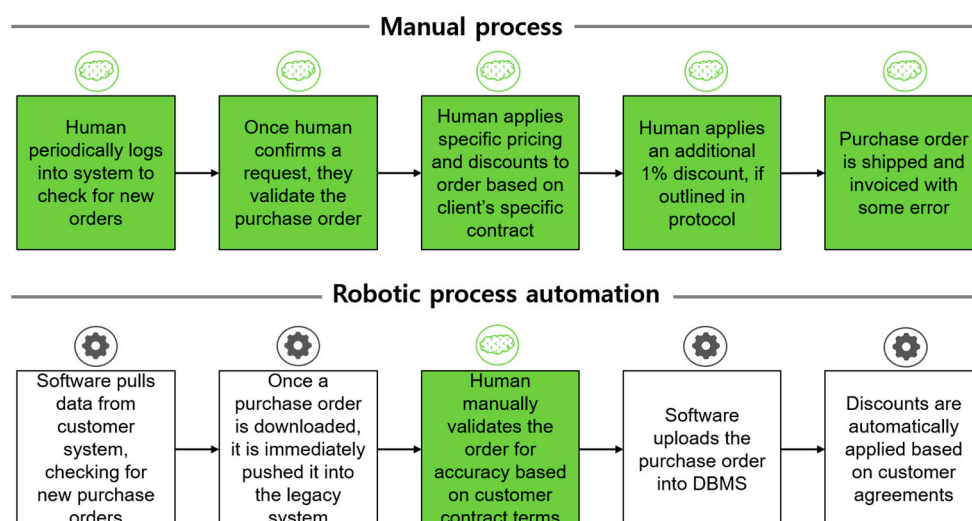 Manual process
Human
periodically logs
into system to
check for new
orders
Once human
confirms a
request, they
validate the
purchase order
Human applies
specific pricing
and discounts to
order based on
client's specific
contract
Human applies
an additional
1% discount, if
outlined in
protocol
Purchase order
is shipped and
invoiced with
some error
Robotic process automation
Software pulls
data from
customer
system,
checking for
new purchase
orders
Once a
purchase order
is downloaded,
it is immediately
pushed it into
the legacy
system
Human
manually
validates the
order for
accuracy based
on customer
contract terms
Software
uploads the
purchase order
into DBMS
Discounts are
automatically
applied based
on customer
agreements